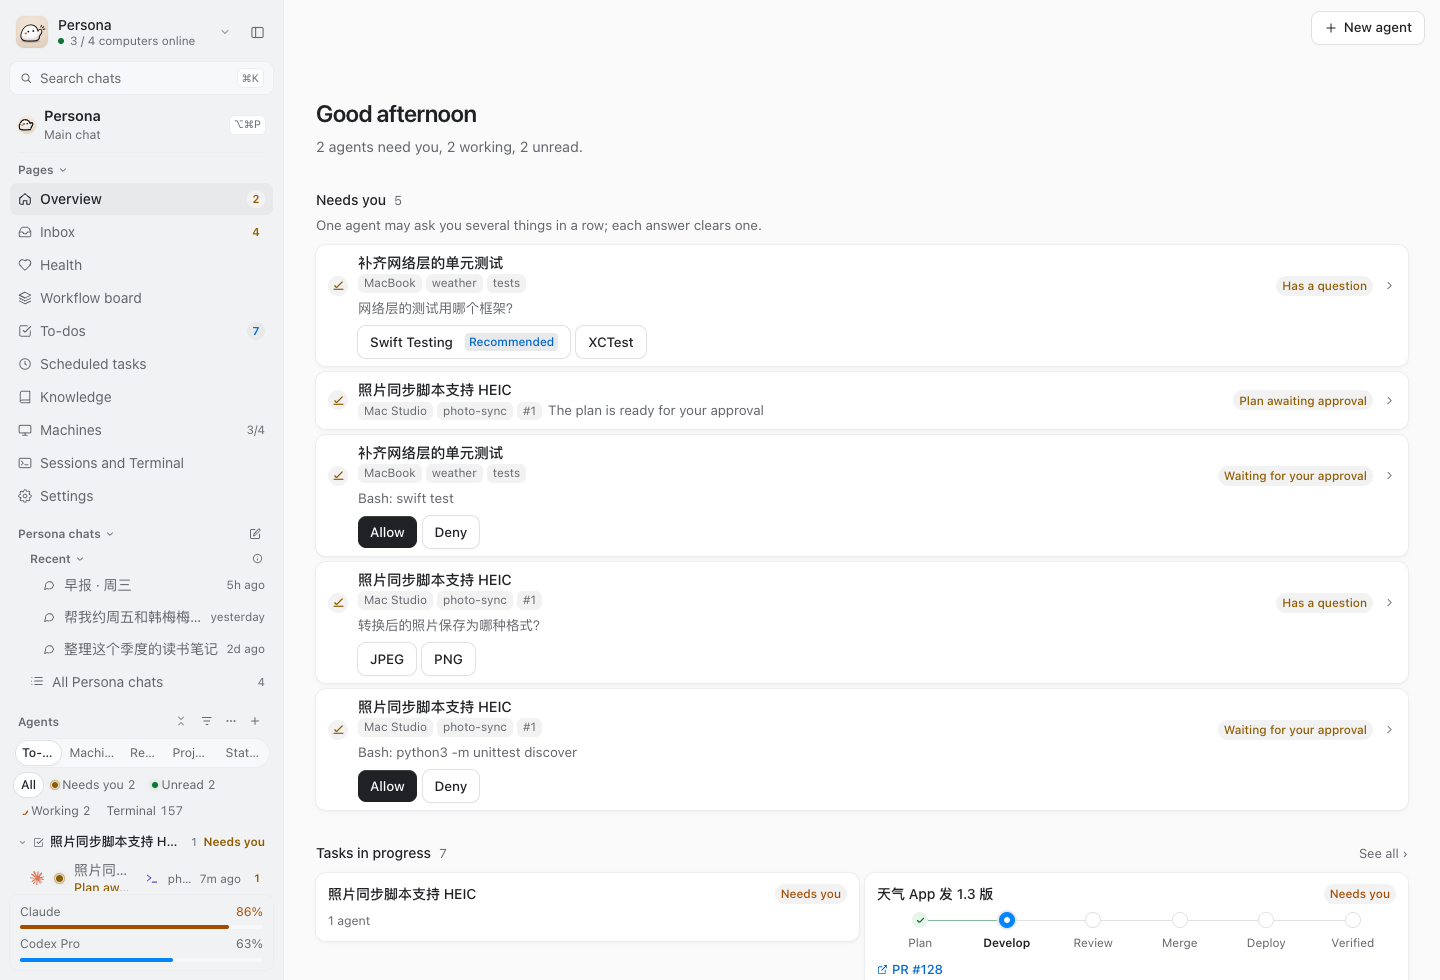 Persona
3 / 4 computers online
Search chats
⌘K
Persona
Main chat
⌥⌘P
Pages
Overview
2
Inbox
4
Health
Workflow board
To-dos
7
Scheduled tasks
Knowledge
Machines
3/4
Sessions and Terminal
Settings
Persona chats
Recent
早报 · 周三
5h ago
帮我约周五和韩梅梅...
yesterday
整理这个季度的读书笔记
2d ago
All Persona chats
4
Agents
To-...
Machi...
Re...
Proj...
Stat...
All
Needs you 2
Unread 2
Working 2
Terminal 157
照片同步脚本支持 H...
1
Needs you
照片同...
ph...
7m ago
1
Plan aw...
Claude
86%
Codex Pro
63%
New agent
Good afternoon
2 agents need you, 2 working, 2 unread.
Needs you 5
One agent may ask you several things in a row; each answer clears one.
补齐网络层的单元测试
MacBook weather tests
网络层的测试用哪个框架?
Swift Testing Recommended
XCTest
Has a question
照片同步脚本支持 HEIC
Mac Studio photo-sync #1 The plan is ready for your approval
Plan awaiting approval
补齐网络层的单元测试
MacBook weather tests
Bash: swift test
Allow
Deny
Waiting for your approval
照片同步脚本支持 HEIC
Mac Studio photo-sync #1
转换后的照片保存为哪种格式?
JPEG
PNG
Has a question
照片同步脚本支持 HEIC
Mac Studio photo-sync #1
Bash: python3 -m unittest discover
Allow
Deny
Waiting for your approval
Tasks in progress 7
See all ›
照片同步脚本支持 HEIC
Needs you
1 agent
天气 App 发 1.3 版
Needs you
Plan
Develop
Review
Merge
Deploy
Verified
PR #128